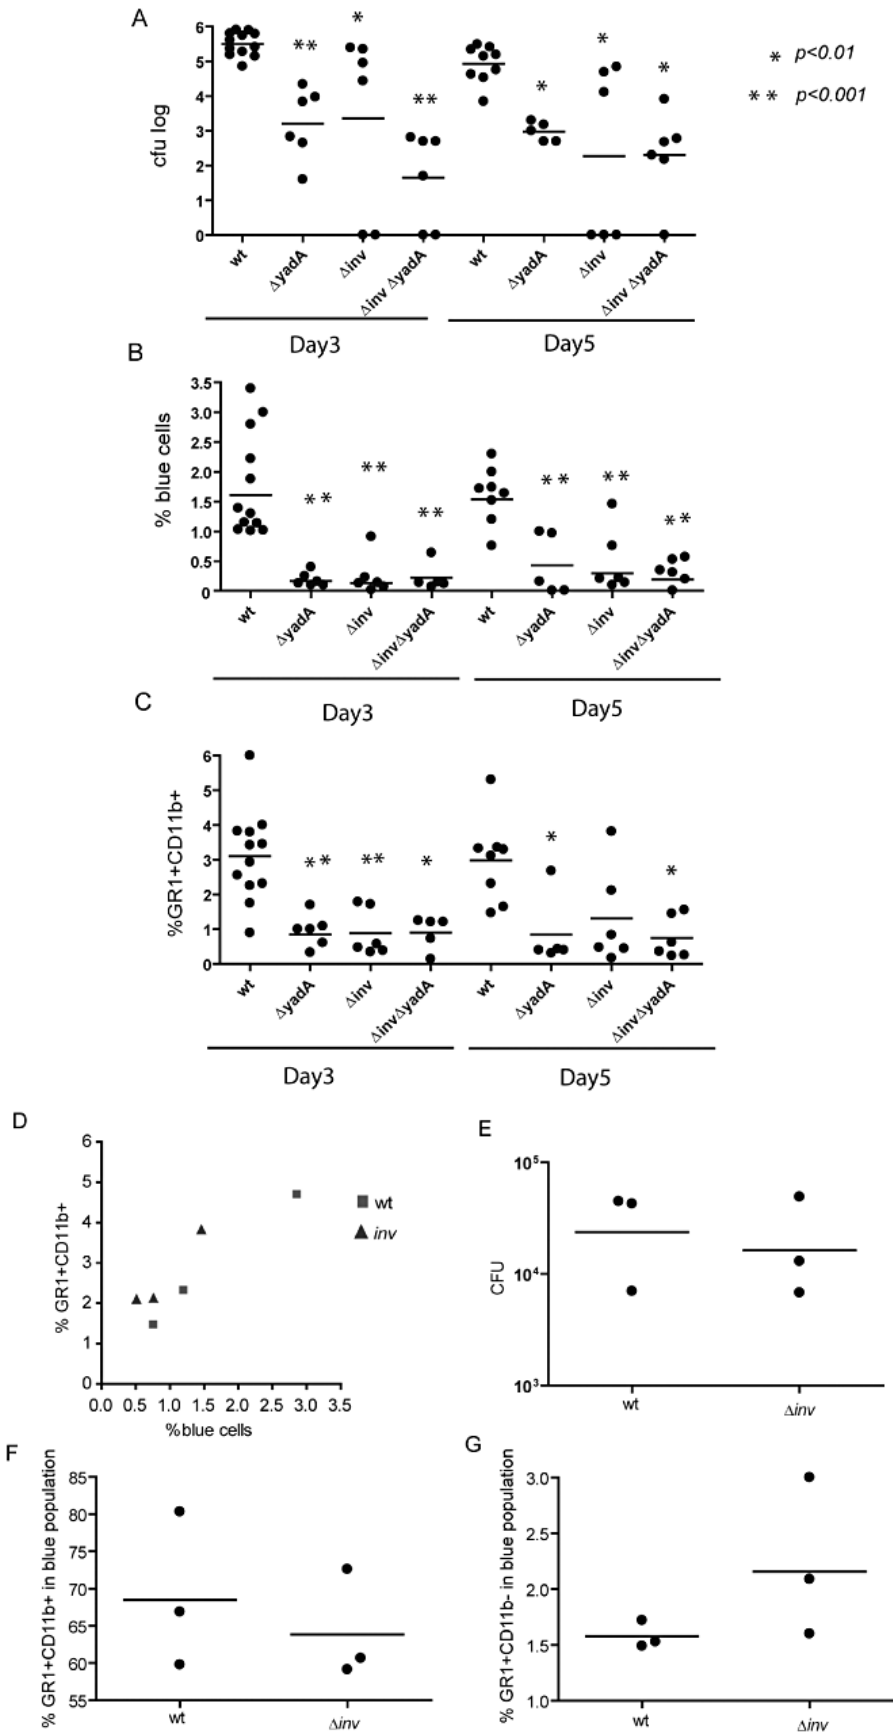 A
cfu log
6
5
4
3
2
1
0
**
*
**
*
*
*
* p<0.01
** p<0.001
wt
ΔyadA
Δinv
Δinv ΔyadA
wt
ΔyadA
Δinv
Δinv ΔyadA
Day3
Day5
B
% blue cells
3.5
3.0
2.5
2.0
1.5
1.0
0.5
0
**
**
**
**
**
**
wt
ΔyadA
Δinv
ΔinvΔyadA
wt
ΔyadA
Δinv
ΔinvΔyadA
Day3
Day5
C
%GR1+CD11b+
6
5
4
3
2
1
0
**
**
*
*
*
wt
ΔyadA
Δinv
ΔinvΔyadA
wt
ΔyadA
Δinv
ΔinvΔyadA
Day3
Day5
D
% GR1+CD11b+
6
5
4
3
2
1
0
0.0 0.5 1.0 1.5 2.0 2.5 3.0 3.5
%blue cells
wt
inv
E
CFU
10⁵
10⁴
10³
wt
Δinv
F
% GR1+CD11b+ in blue population
85
80
75
70
65
60
55
wt
Δinv
G
% GR1+CD11b- in blue population
3.0
2.5
2.0
1.5
1.0
wt
Δinv